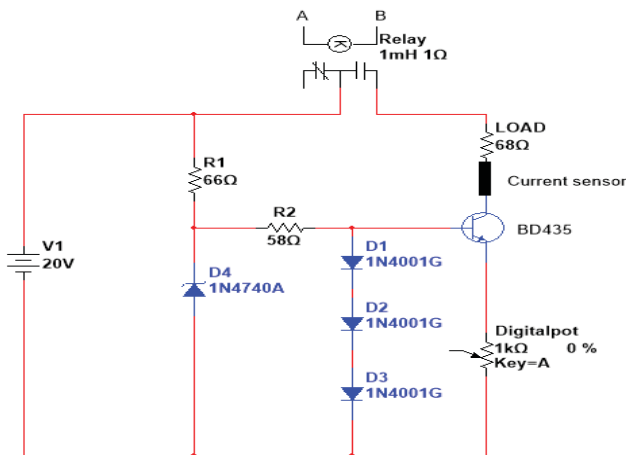 A
B
K
Relay
1mH 1Ω
LOAD
68Ω
R1
66Ω
Current sensor
R2
58Ω
BD435
V1
20V
D1
1N4001G
D4
1N4740A
D2
1N4001G
Digitalpot
1kΩ 0 %
Key=A
D3
1N4001G